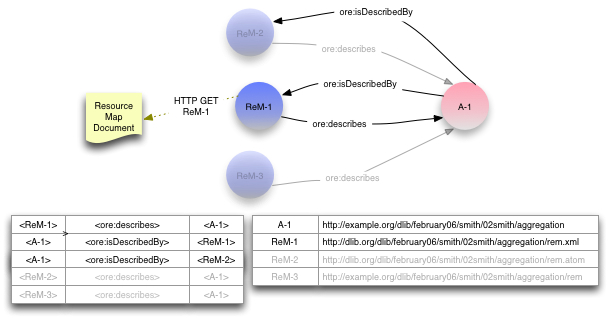 ore:isDescribedBy
ReM-2
ore:describes
ore:isDescribedBy
HTTP GET
ReM-1
Resource
Map
Document
ReM-1
A-1
ore:describes
ReM-3
ore:describes
<ReM-1> <ore:describes> <A-1>
>
<A-1> <ore:isDescribedBy> <ReM-1>
<A-1> <ore:isDescribedBy> <ReM-2>
<ReM-2> <ore:describes> <A-1>
<ReM-3> <ore:describes> <A-1>
A-1 http://example.org/dlib/february06/smith/02smith/aggregation
ReM-1 http://dlib.org/dlib/february06/smith/02smith/aggregation/rem.xml
ReM-2 http://dlib.org/dlib/february06/smith/02smith/aggregation/rem.atom
ReM-3 http://example.org/dlib/february06/smith/02smith/aggregation/rem